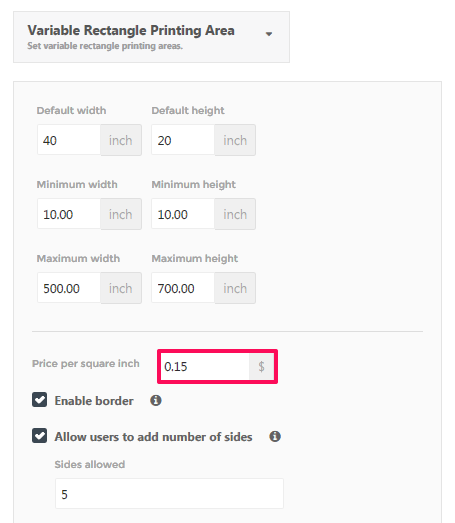 Variable Rectangle Printing Area
Set variable rectangle printing areas.
Default width Default height
40 inch 20 inch
Minimum width Minimum height
10.00 inch 10.00 inch
Maximum width Maximum height
500.00 inch 700.00 inch
Price per square inch 0.15 $
Enable border
Allow users to add number of sides
Sides allowed
5